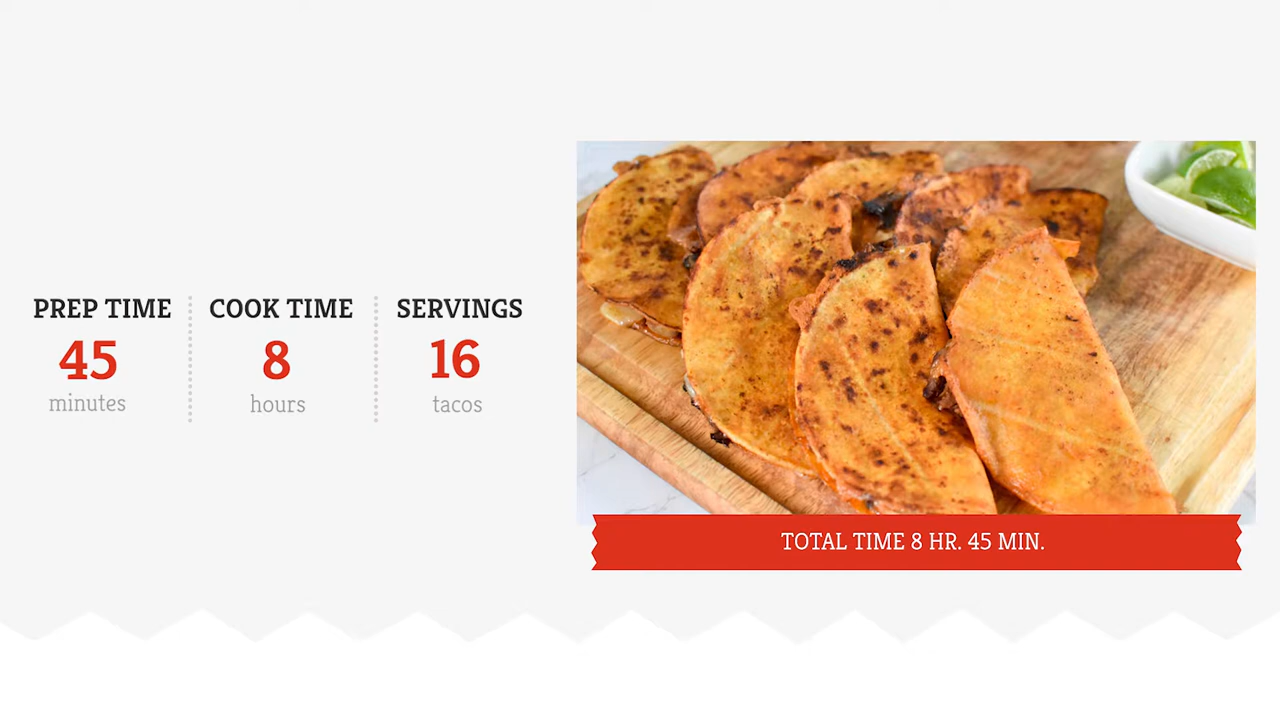 PREP TIME
45
minutes
COOK TIME
8
hours
SERVINGS
16
tacos
TOTAL TIME 8 HR. 45 MIN.